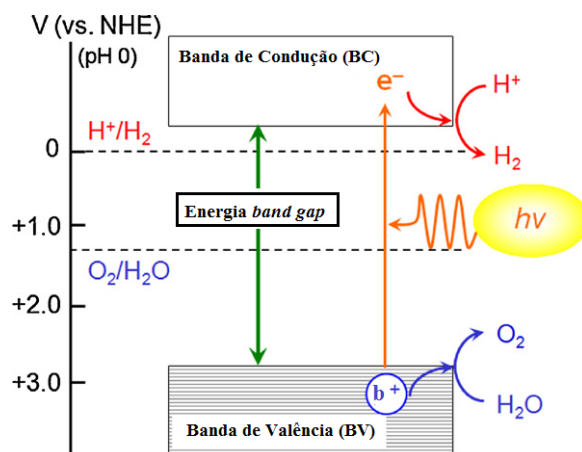 V (vs. NHE)
(pH 0)
Banda de Condução (BC)
e⁻
H⁺
H⁺/H₂
0
H₂
Energia band gap
hν
+1.0
O₂/H₂O
+2.0
O₂
+3.0
b⁺
H₂O
Banda de Valência (BV)